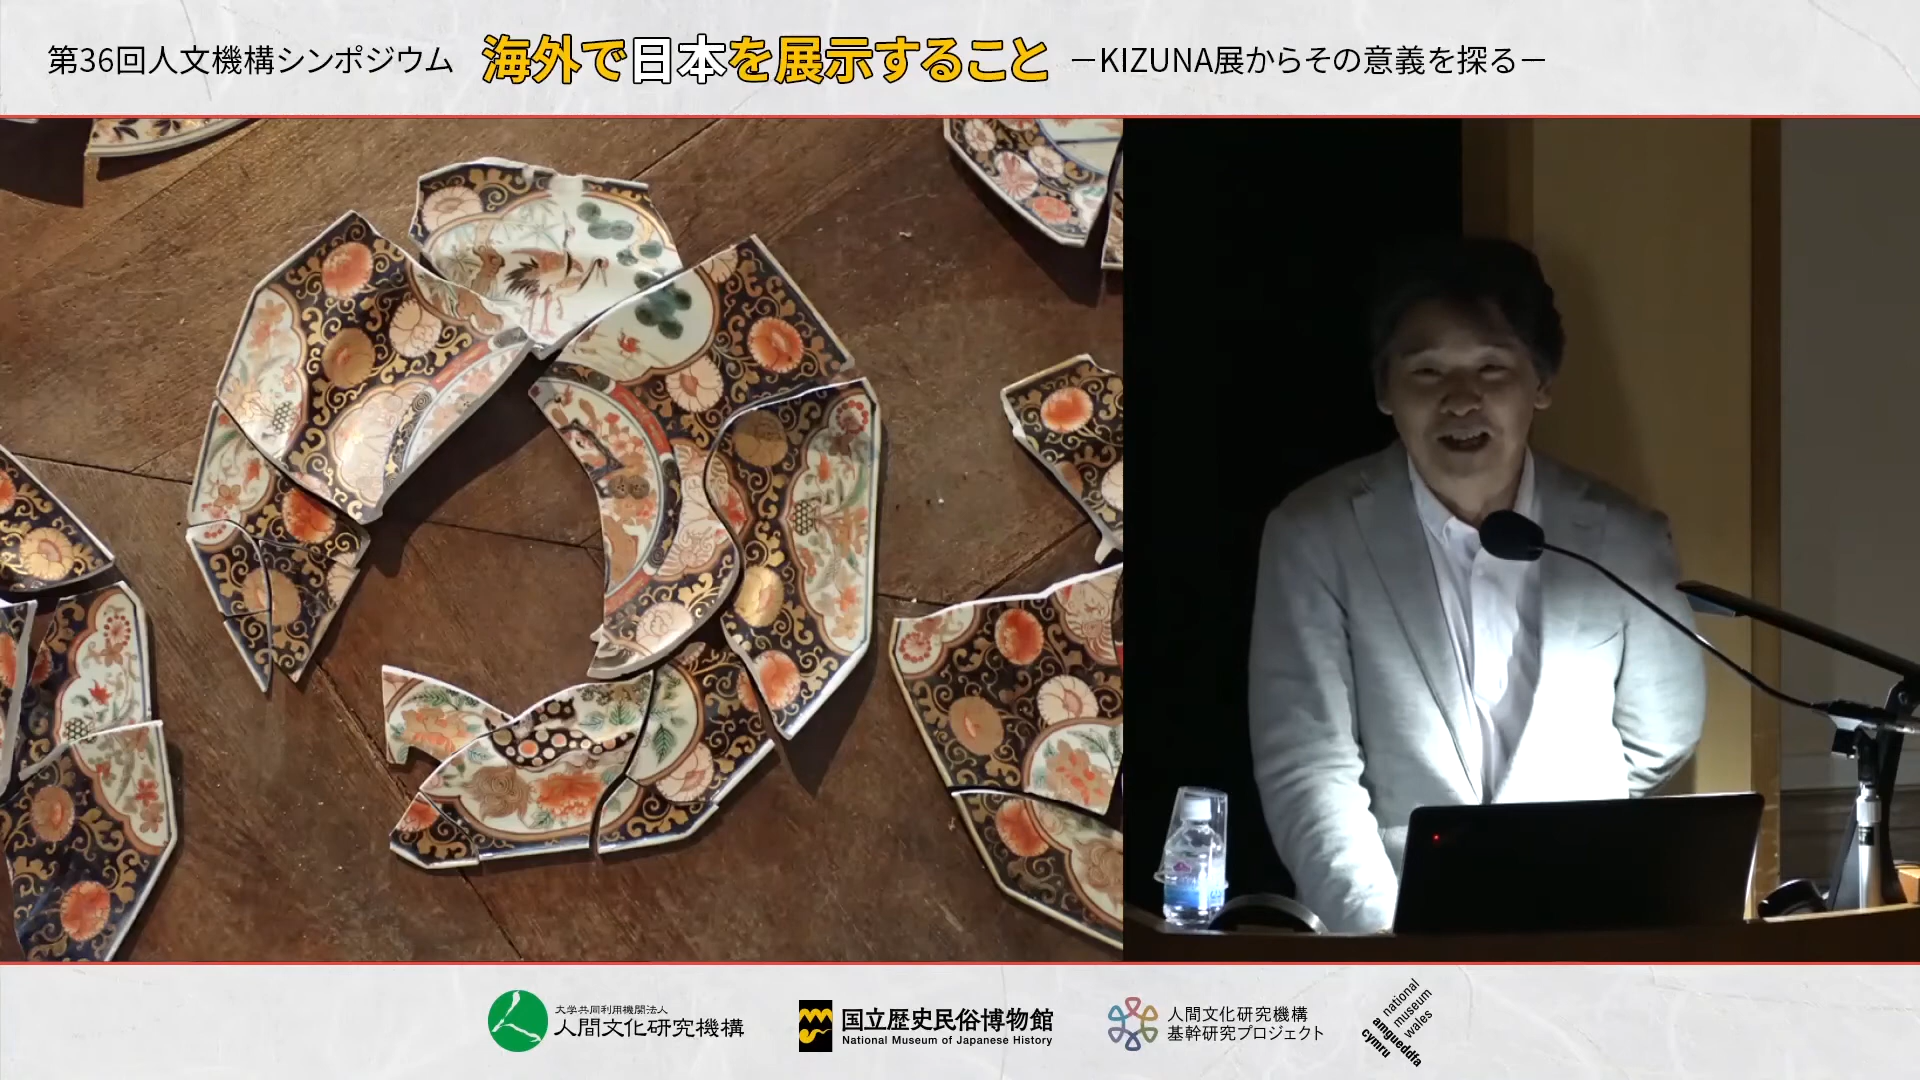 第36回人文機構シンポジウム 海外で日本を展示すること －KIZUNA展からその意義を探る－
大学共同利用機関法人
人間文化研究機構
国立歴史民俗博物館
National Museum of Japanese History
人間文化研究機構
基幹研究プロジェクト
national
museum
wales
amgueddfa
cymru